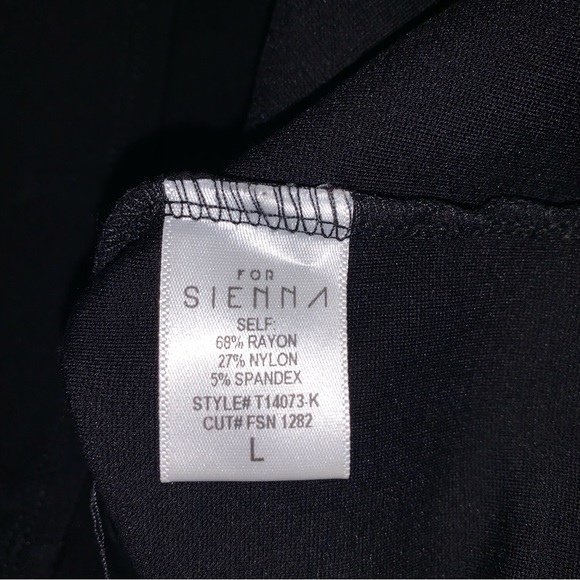 FOR
SIENNA
SELF:
68% RAYON
27% NYLON
5% SPANDEX
STYLE# T14073-K
CUT# FSN 1282
L